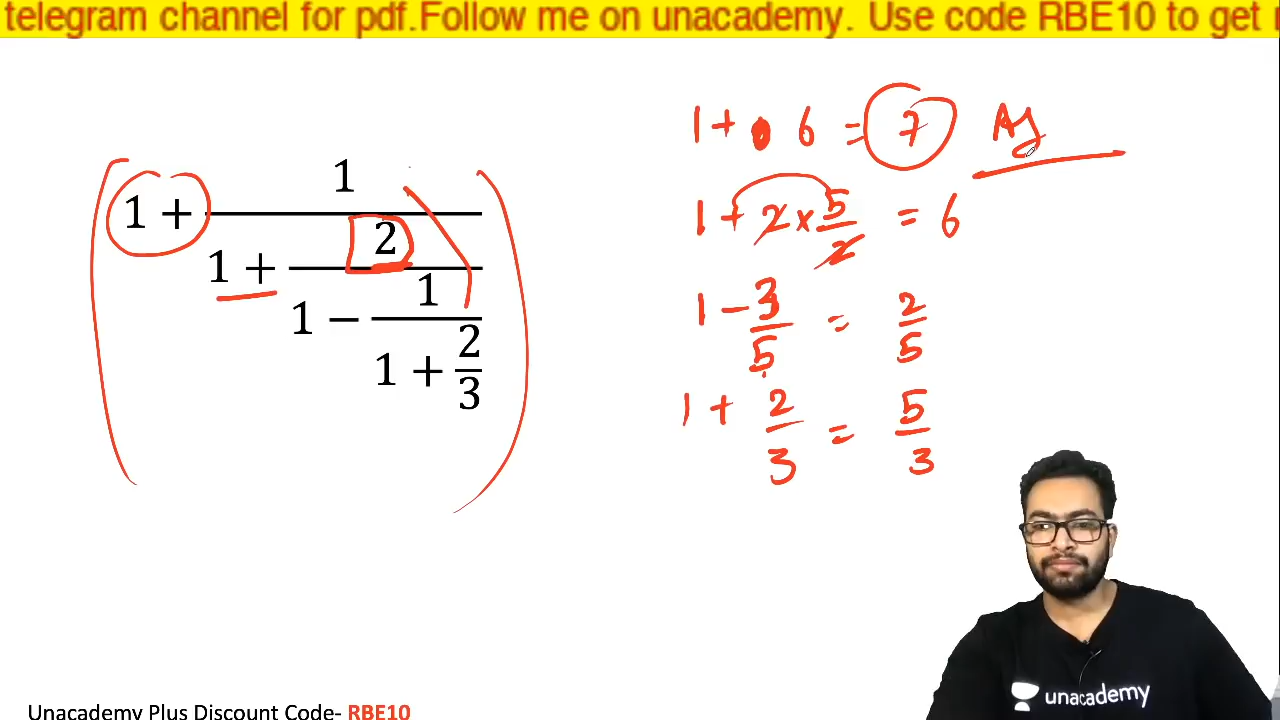 telegram channel for pdf.Follow me on unacademy. Use code RBE10 to get
1 +
1
1 +
2
1 −
1
1 +
2
3
1 + 6 = 7
1 + 2 × 5/2 = 6
1 − 3/5 = 2/5
1 + 2/3 = 5/3
unacademy
Unacademy Plus Discount Code- RBE10